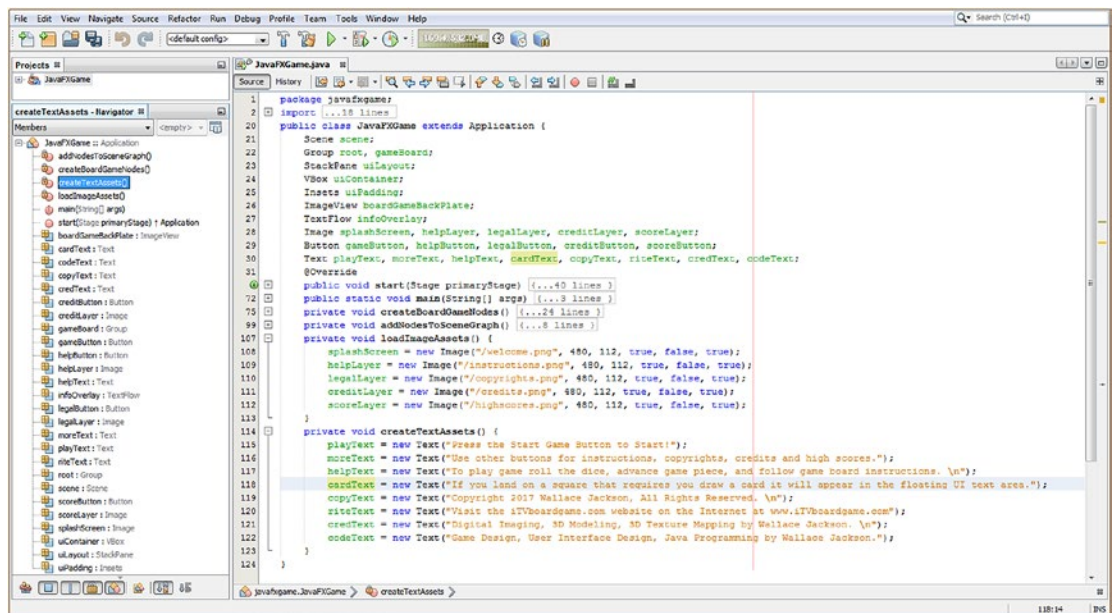 File Edit View Navigate Source Refactor Run Debug Profile Team Tools Window Help
Search (Ctrl+I)
<default config>
Projects
JavaFXGame
createTextAssets - Navigator
Members
<empty>
JavaFXGame :: Application
addNodesToSceneGraph()
createBoardGameNodes()
createTextAssets()
loadImageAssets()
main(String[] args)
start(Stage primaryStage) ↑ Application
boardGameBackPlate : ImageView
cardText : Text
codeText : Text
copyText : Text
credText : Text
creditButton : Button
creditLayer : Image
gameBoard : Group
gameButton : Button
helpButton : Button
helpLayer : Image
helpText : Text
infoOverlay : TextFlow
legalButton : Button
legalLayer : Image
moreText : Text
playText : Text
riteText : Text
root : Group
scene : Scene
scoreButton : Button
scoreLayer : Image
splashScreen : Image
uiContainer : VBox
uiLayout : StackPane
uiPadding : Insets
JavaFXGame.java
Source History
1 package javafxgame;
2 import ...18 lines
20 public class JavaFXGame extends Application {
21 Scene scene;
22 Group root, gameBoard;
23 StackPane uiLayout;
24 VBox uiContainer;
25 Insets uiPadding;
26 ImageView boardGameBackPlate;
27 TextFlow infoOverlay;
28 Image splashScreen, helpLayer, legalLayer, creditLayer, scoreLayer;
29 Button gameButton, helpButton, legalButton, creditButton, scoreButton;
30 Text playText, moreText, helpText, cardText, copyText, riteText, credText, codeText;
31 @Override
public void start(Stage primaryStage) {...40 lines }
72 public static void main(String[] args) {...3 lines }
75 private void createBoardGameNodes() {...24 lines }
99 private void addNodesToSceneGraph() {...8 lines }
107 private void loadImageAssets() {
108 splashScreen = new Image("/welcome.png", 480, 112, true, false, true);
109 helpLayer = new Image("/instructions.png", 480, 112, true, false, true);
110 legalLayer = new Image("/copyrights.png", 480, 112, true, false, true);
111 creditLayer = new Image("/credits.png", 480, 112, true, false, true);
112 scoreLayer = new Image("/highscores.png", 480, 112, true, false, true);
113 }
114 private void createTextAssets() {
115 playText = new Text("Press the Start Game Button to Start!");
116 moreText = new Text("Use other buttons for instructions, copyrights, credits and high scores.");
117 helpText = new Text("To play game roll the dice, advance game piece, and follow game board instructions. \n");
118 cardText = new Text("If you land on a square that requires you draw a card it will appear in the floating UI text area.");
119 copyText = new Text("Copyright 2017 Wallace Jackson, All Rights Reserved. \n");
120 riteText = new Text("Visit the iTVboardgame.com website on the Internet at www.iTVboardgame.com");
121 credText = new Text("Digital Imaging, 3D Modeling, 3D Texture Mapping by Wallace Jackson. \n");
122 codeText = new Text("Game Design, User Interface Design, Java Programming by Wallace Jackson.");
123 }
124 }
javafxgame.JavaFXGame
createTextAssets
118:14
INS